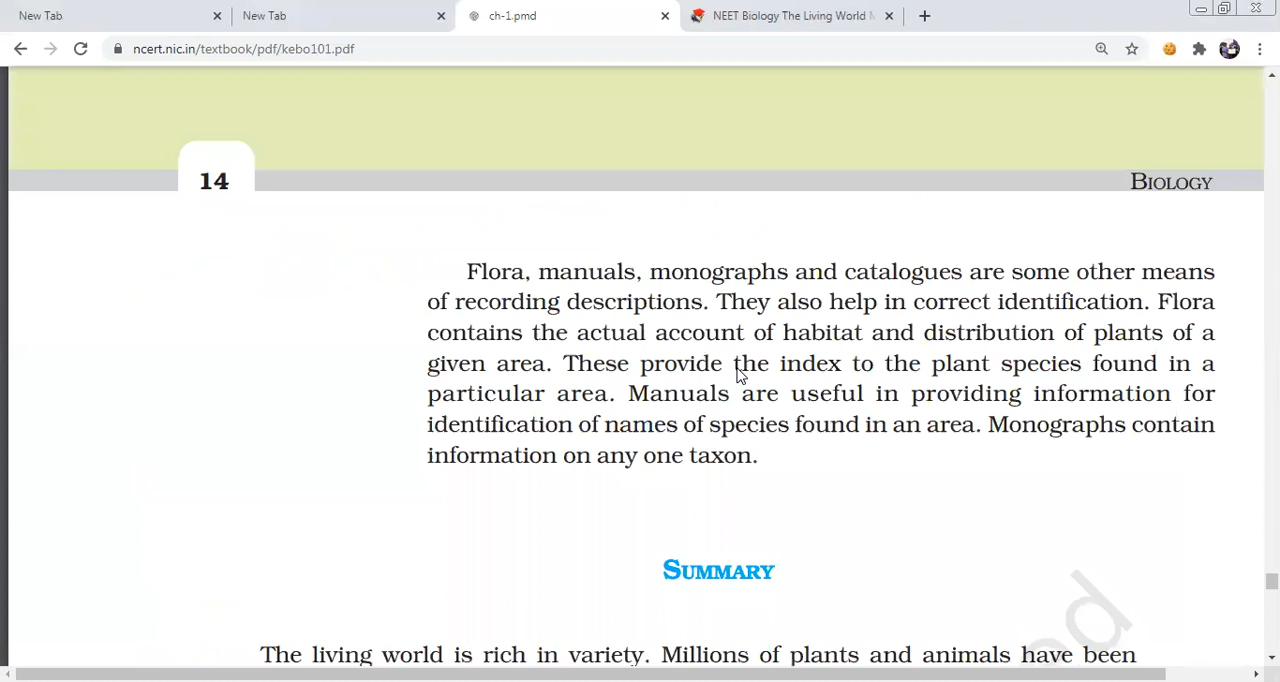 New Tab New Tab ch-1.pmd NEET Biology The Living World M
ncert.nic.in/textbook/pdf/kebo101.pdf
14 BIOLOGY
Flora, manuals, monographs and catalogues are some other means
of recording descriptions. They also help in correct identification. Flora
contains the actual account of habitat and distribution of plants of a
given area. These provide the index to the plant species found in a
particular area. Manuals are useful in providing information for
identification of names of species found in an area. Monographs contain
information on any one taxon.
SUMMARY
The living world is rich in variety. Millions of plants and animals have been